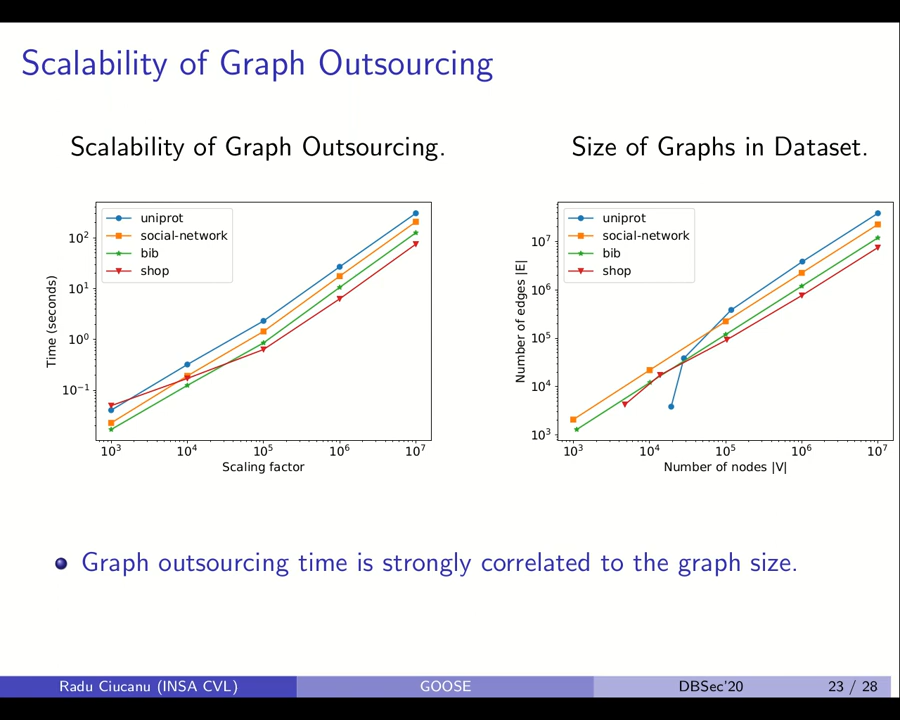 Scalability of Graph Outsourcing
Scalability of Graph Outsourcing.
Size of Graphs in Dataset.
uniprot
social-network
bib
shop
10²
10¹
10⁰
10⁻¹
Time (seconds)
10³ 10⁴ 10⁵ 10⁶ 10⁷
Scaling factor
uniprot
social-network
bib
shop
10⁷
10⁶
10⁵
10⁴
10³
Number of edges |E|
10³ 10⁴ 10⁵ 10⁶ 10⁷
Number of nodes |V|
Graph outsourcing time is strongly correlated to the graph size.
Radu Ciucanu (INSA CVL) GOOSE DBSec'20 23 / 28